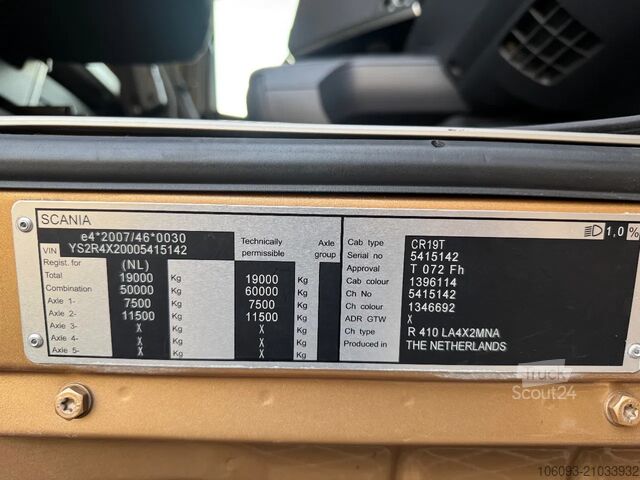 SCANIA
e4*2007/46*0030
VIN YS2R4X20005415142
Technically permissible
Axle group
Regist. for (NL)
Total 19000 Kg 19000 Kg
Combination 50000 Kg 60000 Kg
Axle 1- 7500 Kg 7500 Kg
Axle 2- 11500 Kg 11500 Kg
Axle 3- X Kg X Kg
Axle 4- X Kg X Kg
Axle 5- X Kg X Kg
1,0%
Cab type CR19T
Serial no 5415142
Approval T 072 Fh
Cab colour 1396114
Ch No 5415142
Ch colour 1346692
ADR GTW X
Ch type R 410 LA4X2MNA
Produced in THE NETHERLANDS
Truck
Scout24
106093-21033932